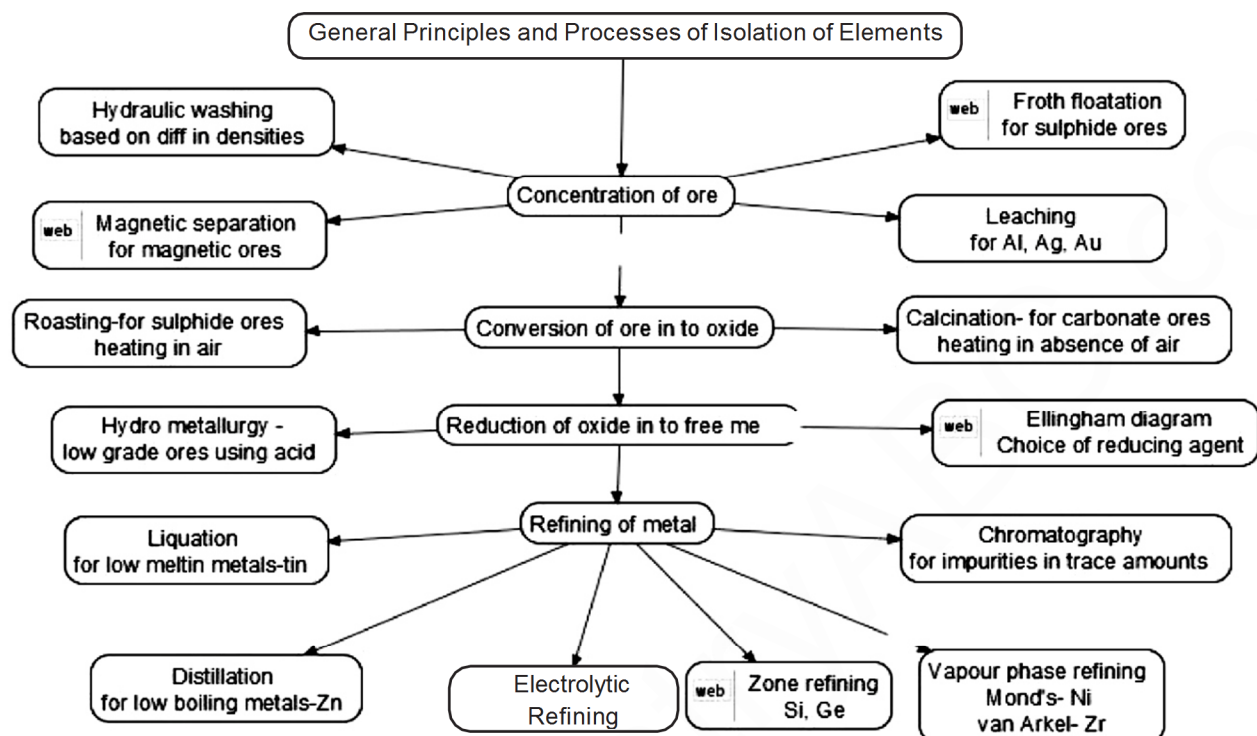 General Principles and Processes of Isolation of Elements
Hydraulic washing
based on diff in densities
web
Froth floatation
for sulphide ores
Concentration of ore
web
Magnetic separation
for magnetic ores
Leaching
for Al, Ag, Au
Roasting-for sulphide ores
heating in air
Conversion of ore in to oxide
Calcination- for carbonate ores
heating in absence of air
Hydro metallurgy -
low grade ores using acid
Reduction of oxide in to free me
web
Ellingham diagram
Choice of reducing agent
Liquation
for low meltin metals-tin
Refining of metal
Chromatography
for impurities in trace amounts
Distillation
for low boiling metals-Zn
Electrolytic
Refining
web
Zone refining
Si, Ge
Vapour phase refining
Mond's- Ni
van Arkel- Zr